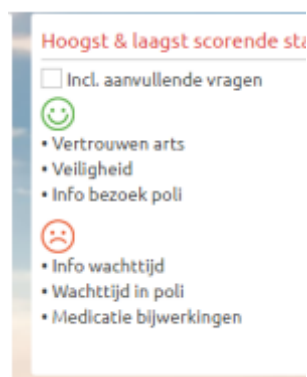 Hoogst & laagst scorende sta
Incl. aanvullende vragen
• Vertrouwen arts
• Veiligheid
• Info bezoek poli
• Info wachttijd
• Wachttijd in poli
• Medicatie bijwerkingen